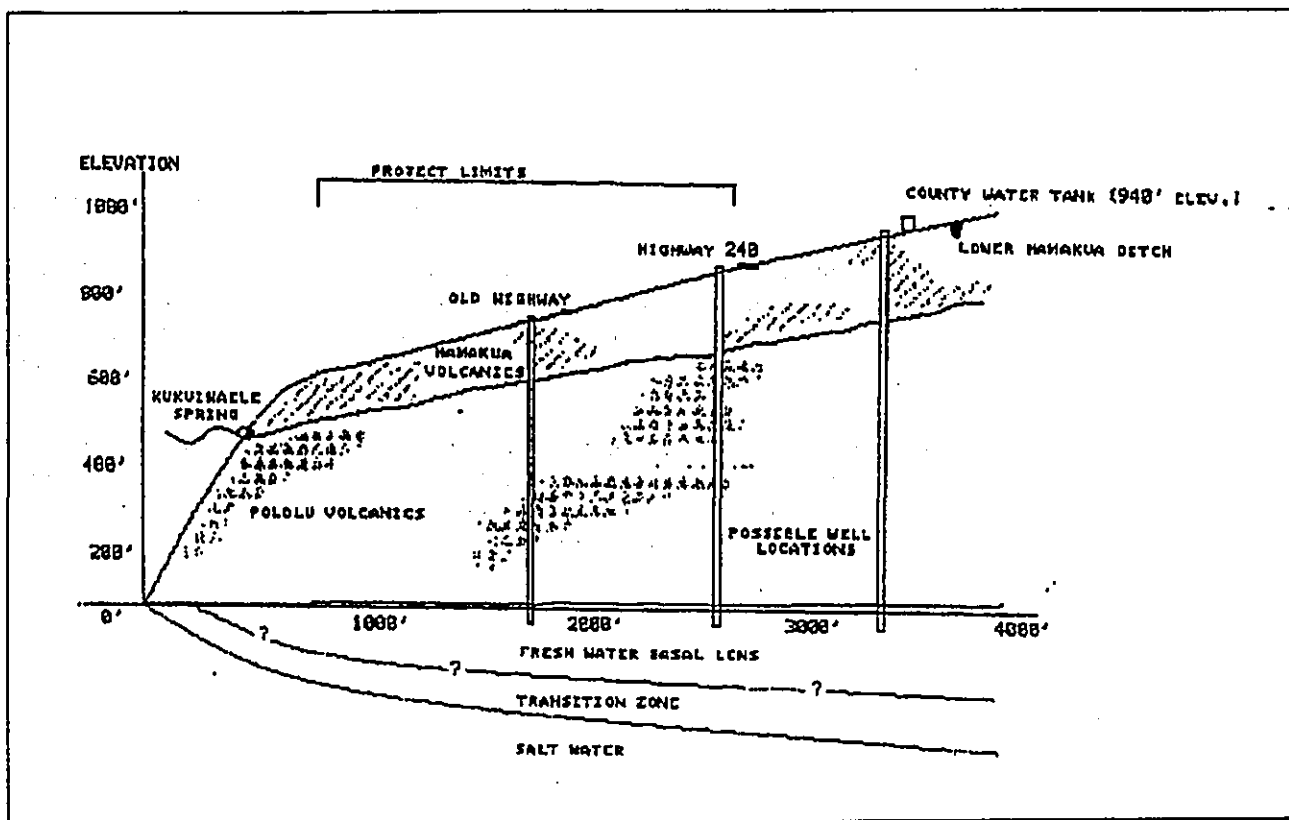 ELEVATION
PROJECT LIMITS
1000'
COUNTY WATER TANK (940' ELEV.)
HIGHWAY 240
LOWER HAMAKUA DITCH
800'
OLD HIGHWAY
HAMAKUA
VOLCANICS
600'
KUKUIHAELE
SPRING
400'
POLOLU VOLCANICS
POSSIBLE WELL
LOCATIONS
200'
0'
1000'
2000'
3000'
4000'
?
FRESH WATER BASAL LENS
?
?
TRANSITION ZONE
SALT WATER